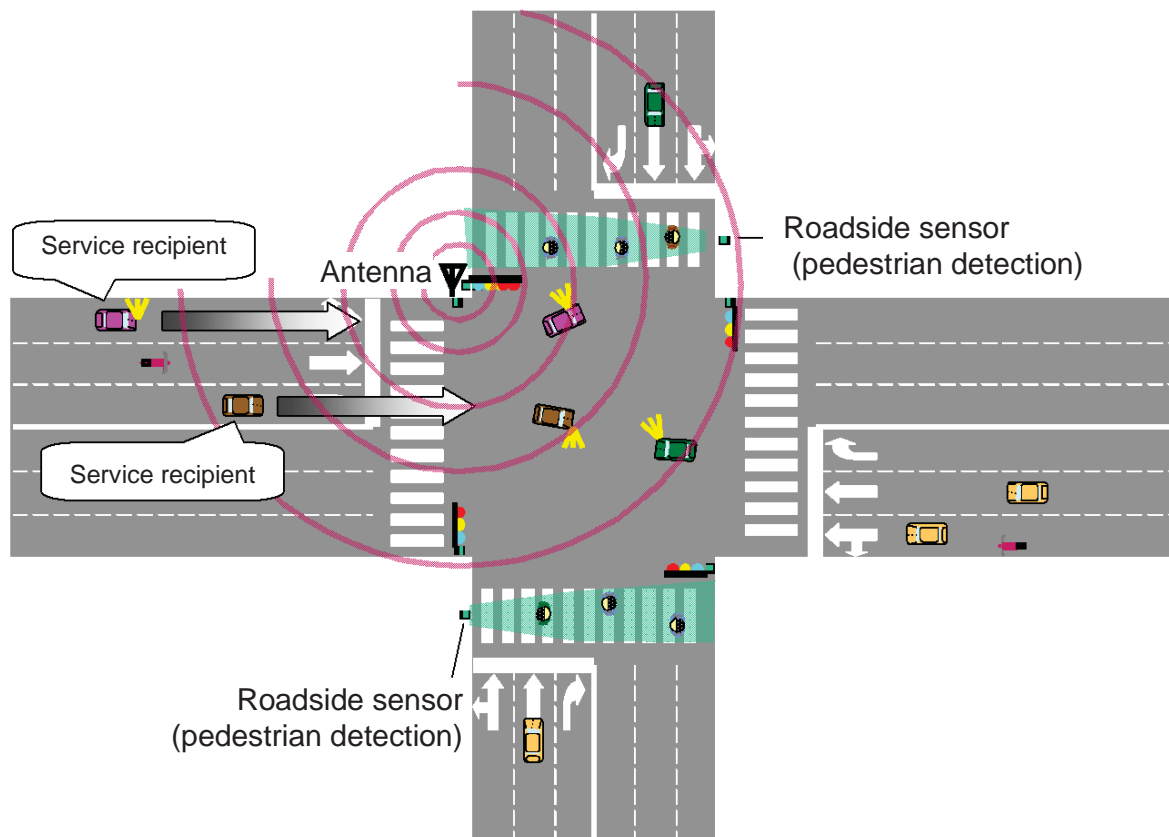 Service recipient
Antenna
Roadside sensor
(pedestrian detection)
Service recipient
Roadside sensor
(pedestrian detection)